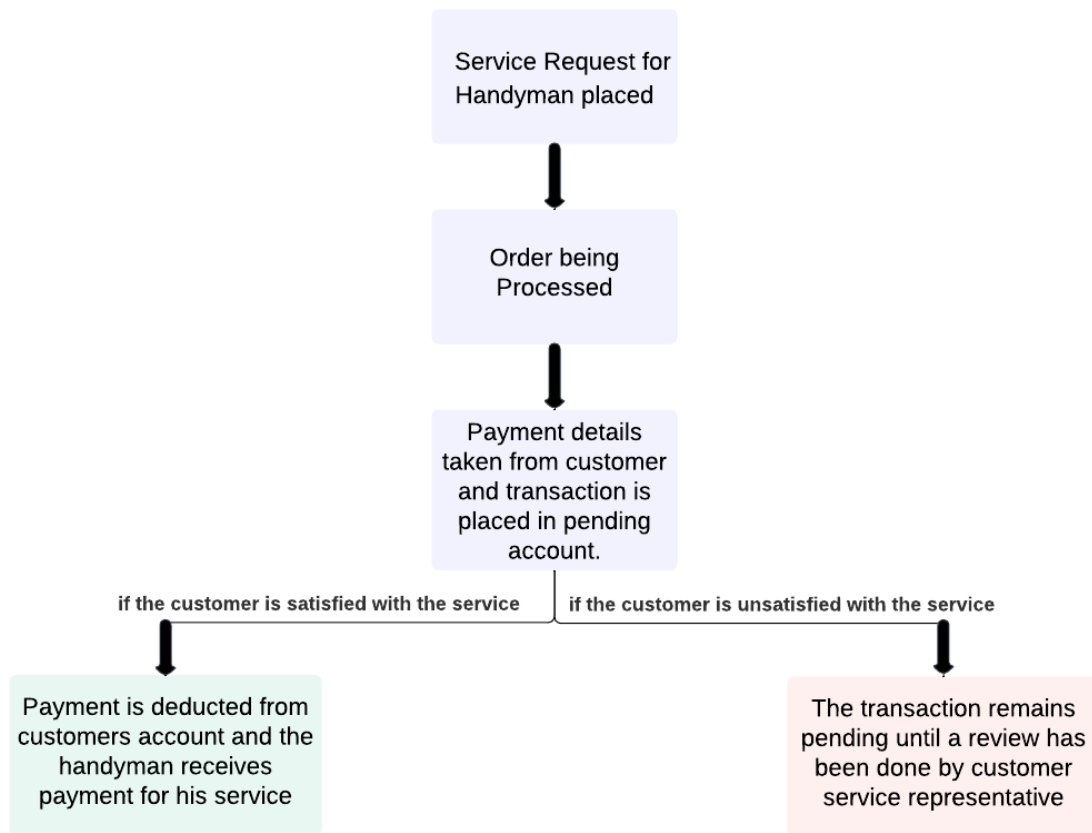 Service Request for
Handyman placed
Order being
Processed
Payment details
taken from customer
and transaction is
placed in pending
account.
if the customer is satisfied with the service
if the customer is unsatisfied with the service
Payment is deducted from
customers account and the
handyman receives
payment for his service
The transaction remains
pending until a review has
been done by customer
service representative